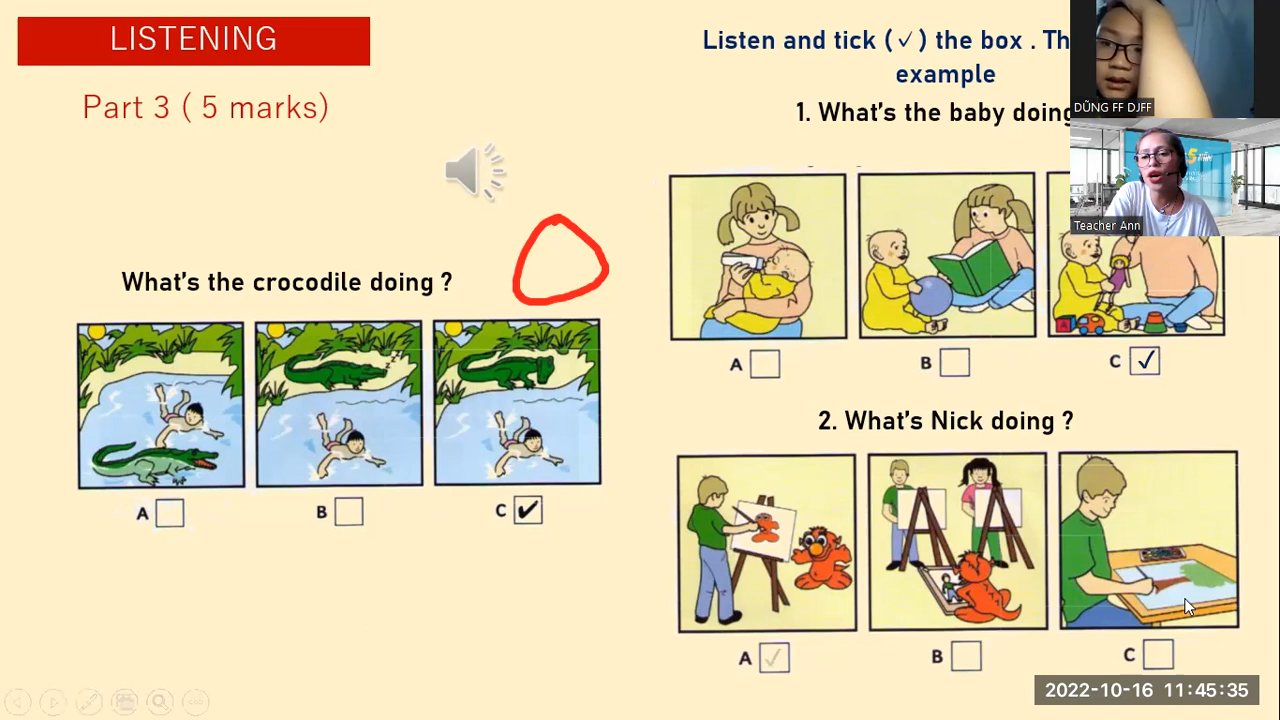 LISTENING
Part 3 ( 5 marks)
What's the crocodile doing ?
A
B
C
Listen and tick (✓) the box . Th
example
1. What's the baby doing
A
B
C
2. What's Nick doing ?
A
B
C
DŨNG FF DJFF
Teacher Ann
2022-10-16 11:45:35